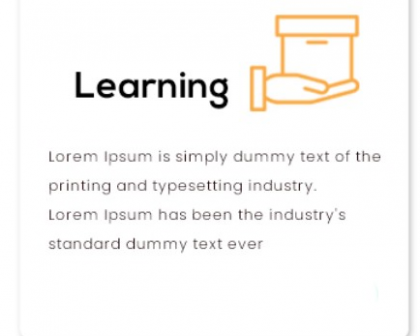 Learning
Lorem Ipsum is simply dummy text of the
printing and typesetting industry.
Lorem Ipsum has been the industry's
standard dummy text ever